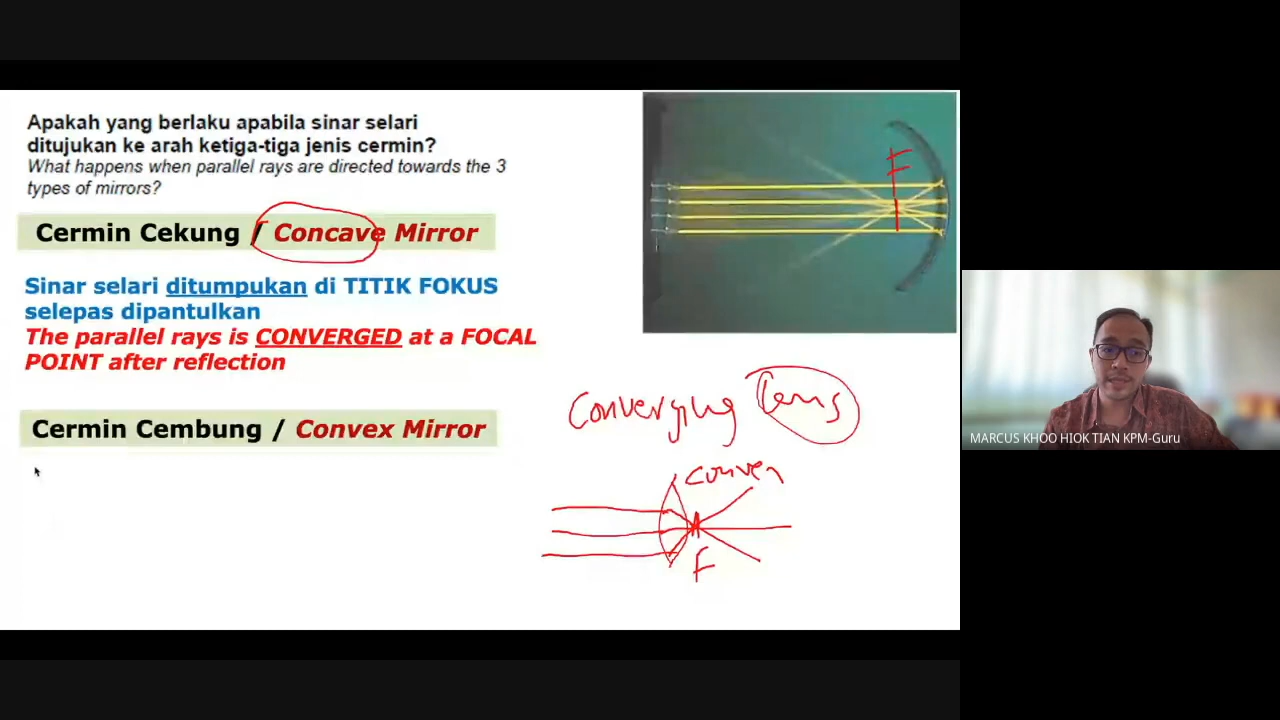 Apakah yang berlaku apabila sinar selari
ditujukan ke arah ketiga-tiga jenis cermin?
What happens when parallel rays are directed towards the 3
types of mirrors?
Cermin Cekung / Concave Mirror
Sinar selari ditumpukan di TITIK FOKUS
selepas dipantulkan
The parallel rays is CONVERGED at a FOCAL
POINT after reflection
Cermin Cembung / Convex Mirror
F
Converging lens
convex
F
MARCUS KHOO HIOK TIAN KPM-Guru